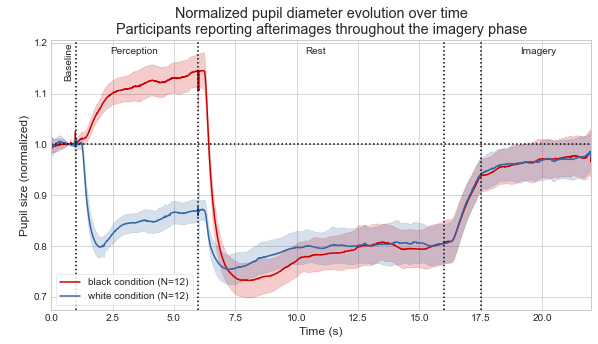 Normalized pupil diameter evolution over time
Participants reporting afterimages throughout the imagery phase
Pupil size (normalized)
1.2
1.1
1.0
0.9
0.8
0.7
Baseline
Perception
Rest
Imagery
black condition (N=12)
white condition (N=12)
0.0 2.5 5.0 7.5 10.0 12.5 15.0 17.5 20.0
Time (s)